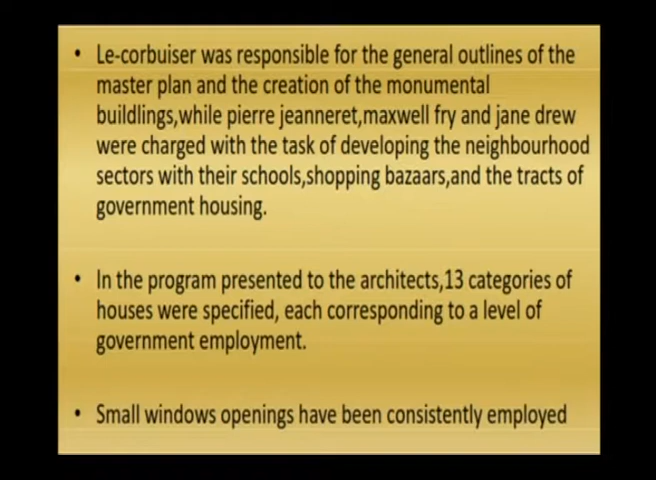 • Le-corbuiser was responsible for the general outlines of the
master plan and the creation of the monumental
buildlings,while pierre jeanneret,maxwell fry and jane drew
were charged with the task of developing the neighbourhood
sectors with their schools,shopping bazaars,and the tracts of
government housing.
• In the program presented to the architects,13 categories of
houses were specified, each corresponding to a level of
government employment.
• Small windows openings have been consistently employed